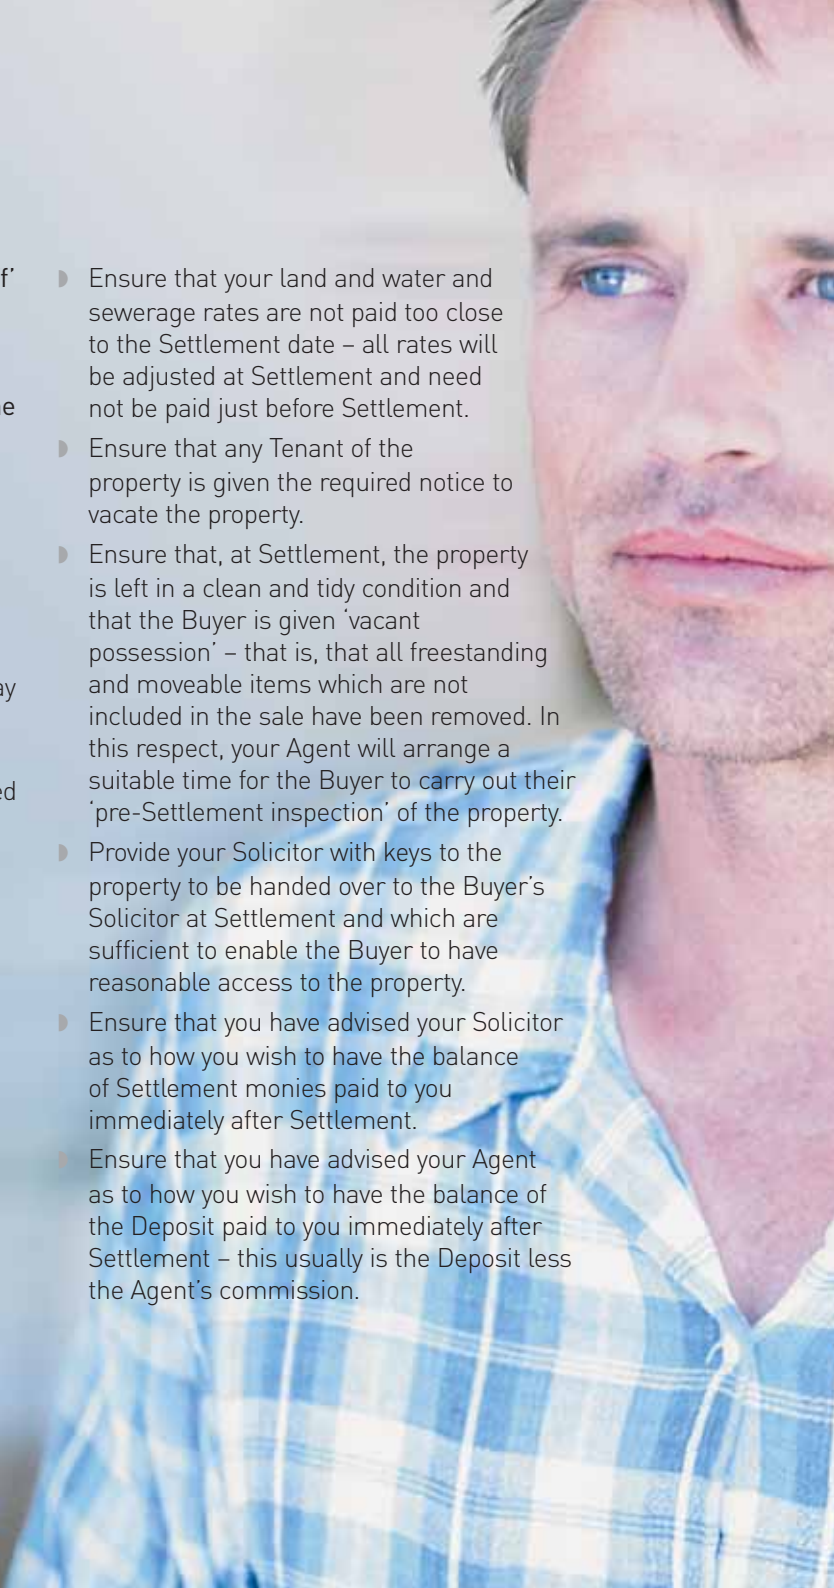 f’
ne
ay
ed
Ensure that your land and water and
sewerage rates are not paid too close
to the Settlement date – all rates will
be adjusted at Settlement and need
not be paid just before Settlement.
Ensure that any Tenant of the
property is given the required notice to
vacate the property.
Ensure that, at Settlement, the property
is left in a clean and tidy condition and
that the Buyer is given ‘vacant
possession’ – that is, that all freestanding
and moveable items which are not
included in the sale have been removed. In
this respect, your Agent will arrange a
suitable time for the Buyer to carry out their
‘pre-Settlement inspection’ of the property.
Provide your Solicitor with keys to the
property to be handed over to the Buyer’s
Solicitor at Settlement and which are
sufficient to enable the Buyer to have
reasonable access to the property.
Ensure that you have advised your Solicitor
as to how you wish to have the balance
of Settlement monies paid to you
immediately after Settlement.
Ensure that you have advised your Agent
as to how you wish to have the balance of
the Deposit paid to you immediately after
Settlement – this usually is the Deposit less
the Agent’s commission.